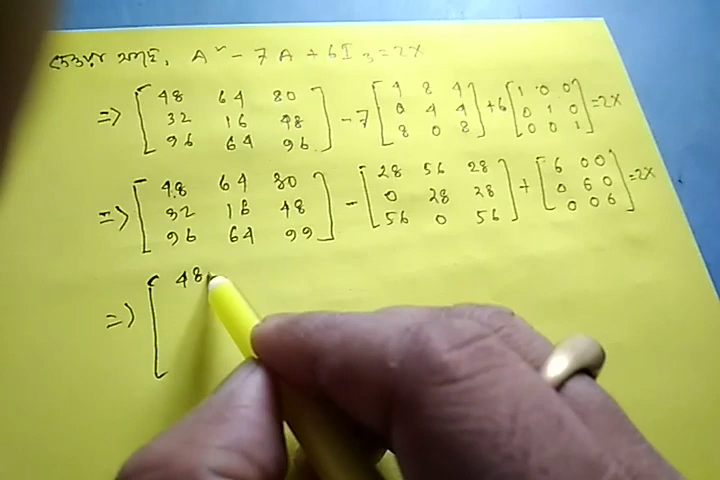 দেওয়া আছে, A² - 7A + 6I₃ = 2X
=> [48 64 80 32 16 48 96 64 96] - 7 [4 8 4 0 4 4 8 0 8] + 6 [1 0 0 0 1 0 0 0 1] = 2X
=> [48 64 80 32 16 48 96 64 99] - [28 56 28 0 28 28 56 0 56] + [6 0 0 0 6 0 0 0 6] = 2X
=> [48